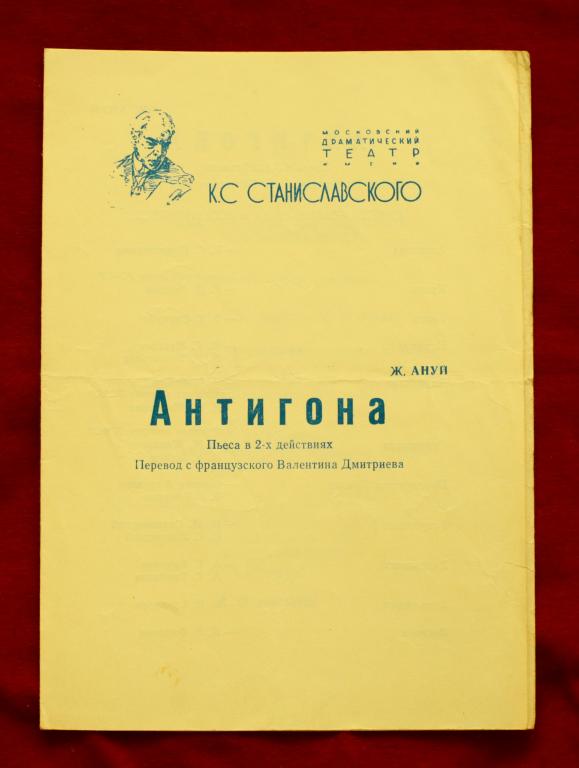 МОСКОВСКИЙ
ДРАМАТИЧЕСКИЙ
ТЕАТР
ИМЕНИ
К.С СТАНИСЛАВСКОГО
Ж. АНУЙ
Антигона
Пьеса в 2-х действиях
Перевод с французского Валентина Дмитриева